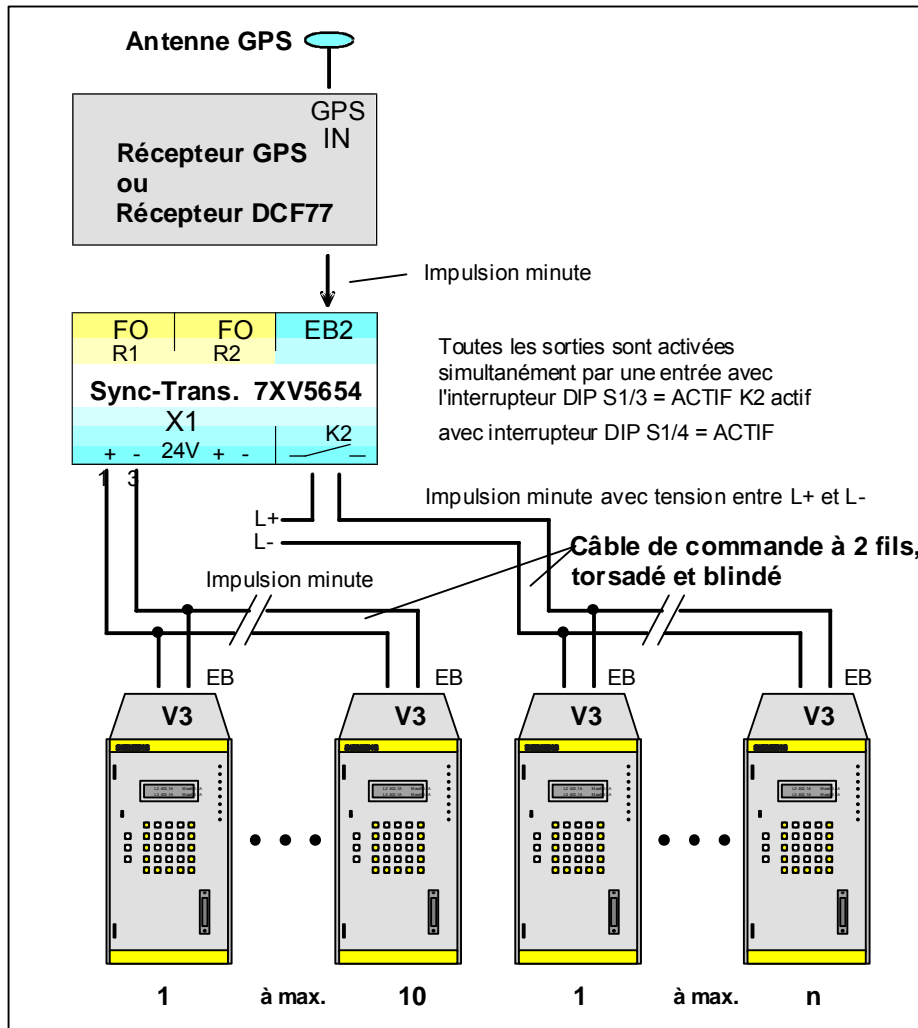 Antenne GPS
GPS
IN
Récepteur GPS
ou
Récepteur DCF77
Impulsion minute
FO
R1
FO
R2
EB2
Sync-Trans. 7XV5654
X1
+ - 24V + -
K2
1 3
Toutes les sorties sont activées
simultanément par une entrée avec
l'interrupteur DIP S1/3 = ACTIF K2 actif
avec interrupteur DIP S1/4 = ACTIF
Impulsion minute avec tension entre L+ et L-
L+
L-
Câble de commande à 2 fils,
torsadé et blindé
Impulsion minute
EB
EB
EB
EB
V3
V3
V3
V3
SIEMENS
SIEMENS
SIEMENS
SIEMENS
1 à max. 10 1 à max. n